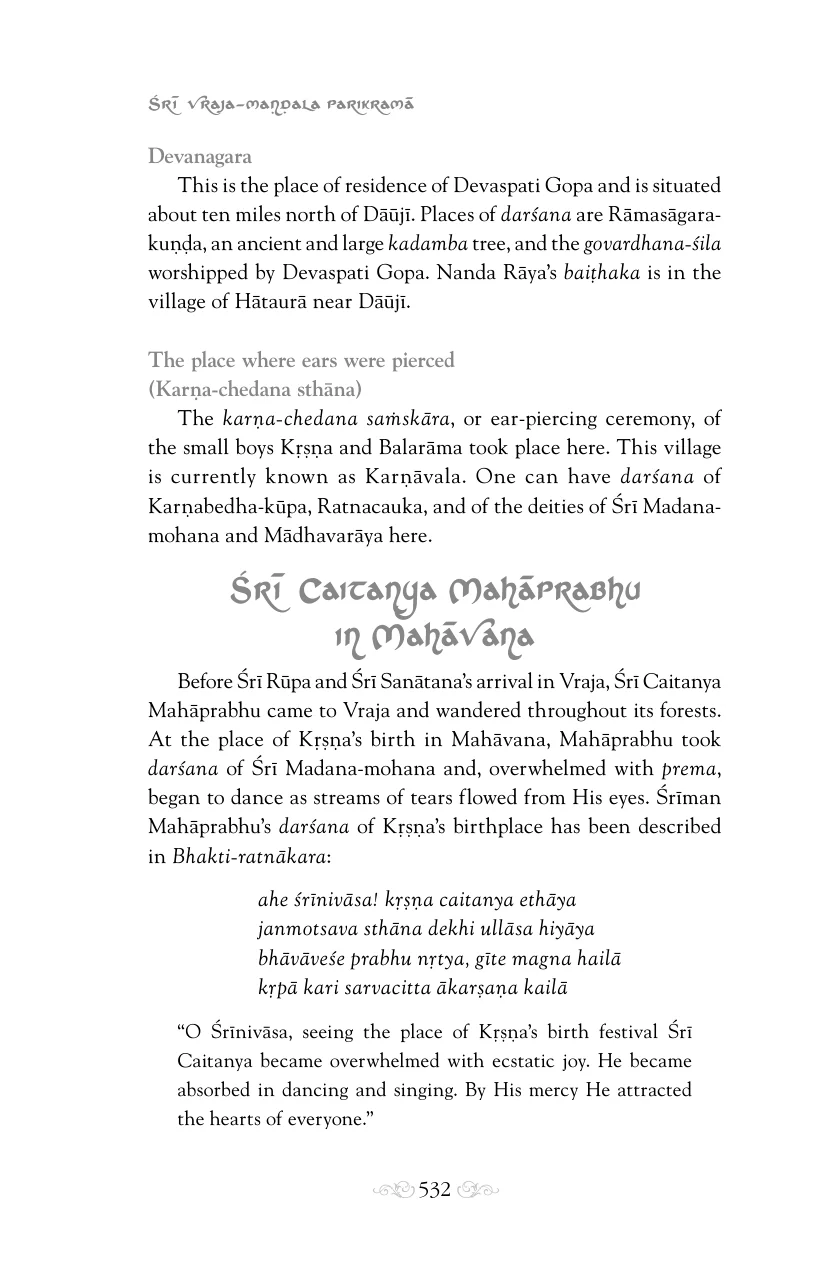 Śrī Vraja-maṇḍala Parikramā
Devanagara
This is the place of residence of Devaspati Gopa and is situated
about ten miles north of Dāūjī. Places of darśana are Rāmasāgara-
kuṇḍa, an ancient and large kadamba tree, and the govardhana-śila
worshipped by Devaspati Gopa. Nanda Rāya’s baiṭhaka is in the
village of Hātaurā near Dāūjī.
The place where ears were pierced
(Karṇa-chedana sthāna)
The karṇa-chedana saṁskāra, or ear-piercing ceremony, of
the small boys Kṛṣṇa and Balarāma took place here. This village
is currently known as Karṇāvala. One can have darśana of
Karṇabedha-kūpa, Ratnacauka, and of the deities of Śrī Madana-
mohana and Mādhavarāya here.
Śrī Caitanya Mahāprabhu
in Mahāvana
Before Śrī Rūpa and Śrī Sanātana’s arrival in Vraja, Śrī Caitanya
Mahāprabhu came to Vraja and wandered throughout its forests.
At the place of Kṛṣṇa’s birth in Mahāvana, Mahāprabhu took
darśana of Śrī Madana-mohana and, overwhelmed with prema,
began to dance as streams of tears flowed from His eyes. Śrīman
Mahāprabhu’s darśana of Kṛṣṇa’s birthplace has been described
in Bhakti-ratnākara:
ahe śrīnivāsa! kṛṣṇa caitanya ethāya
janmotsava sthāna dekhi ullāsa hiyāya
bhāvāveśe prabhu nṛtya, gīte magna hailā
kṛpā kari sarvacitta ākarṣaṇa kailā
“O Śrīnivāsa, seeing the place of Kṛṣṇa’s birth festival Śrī
Caitanya became overwhelmed with ecstatic joy. He became
absorbed in dancing and singing. By His mercy He attracted
the hearts of everyone.”
532